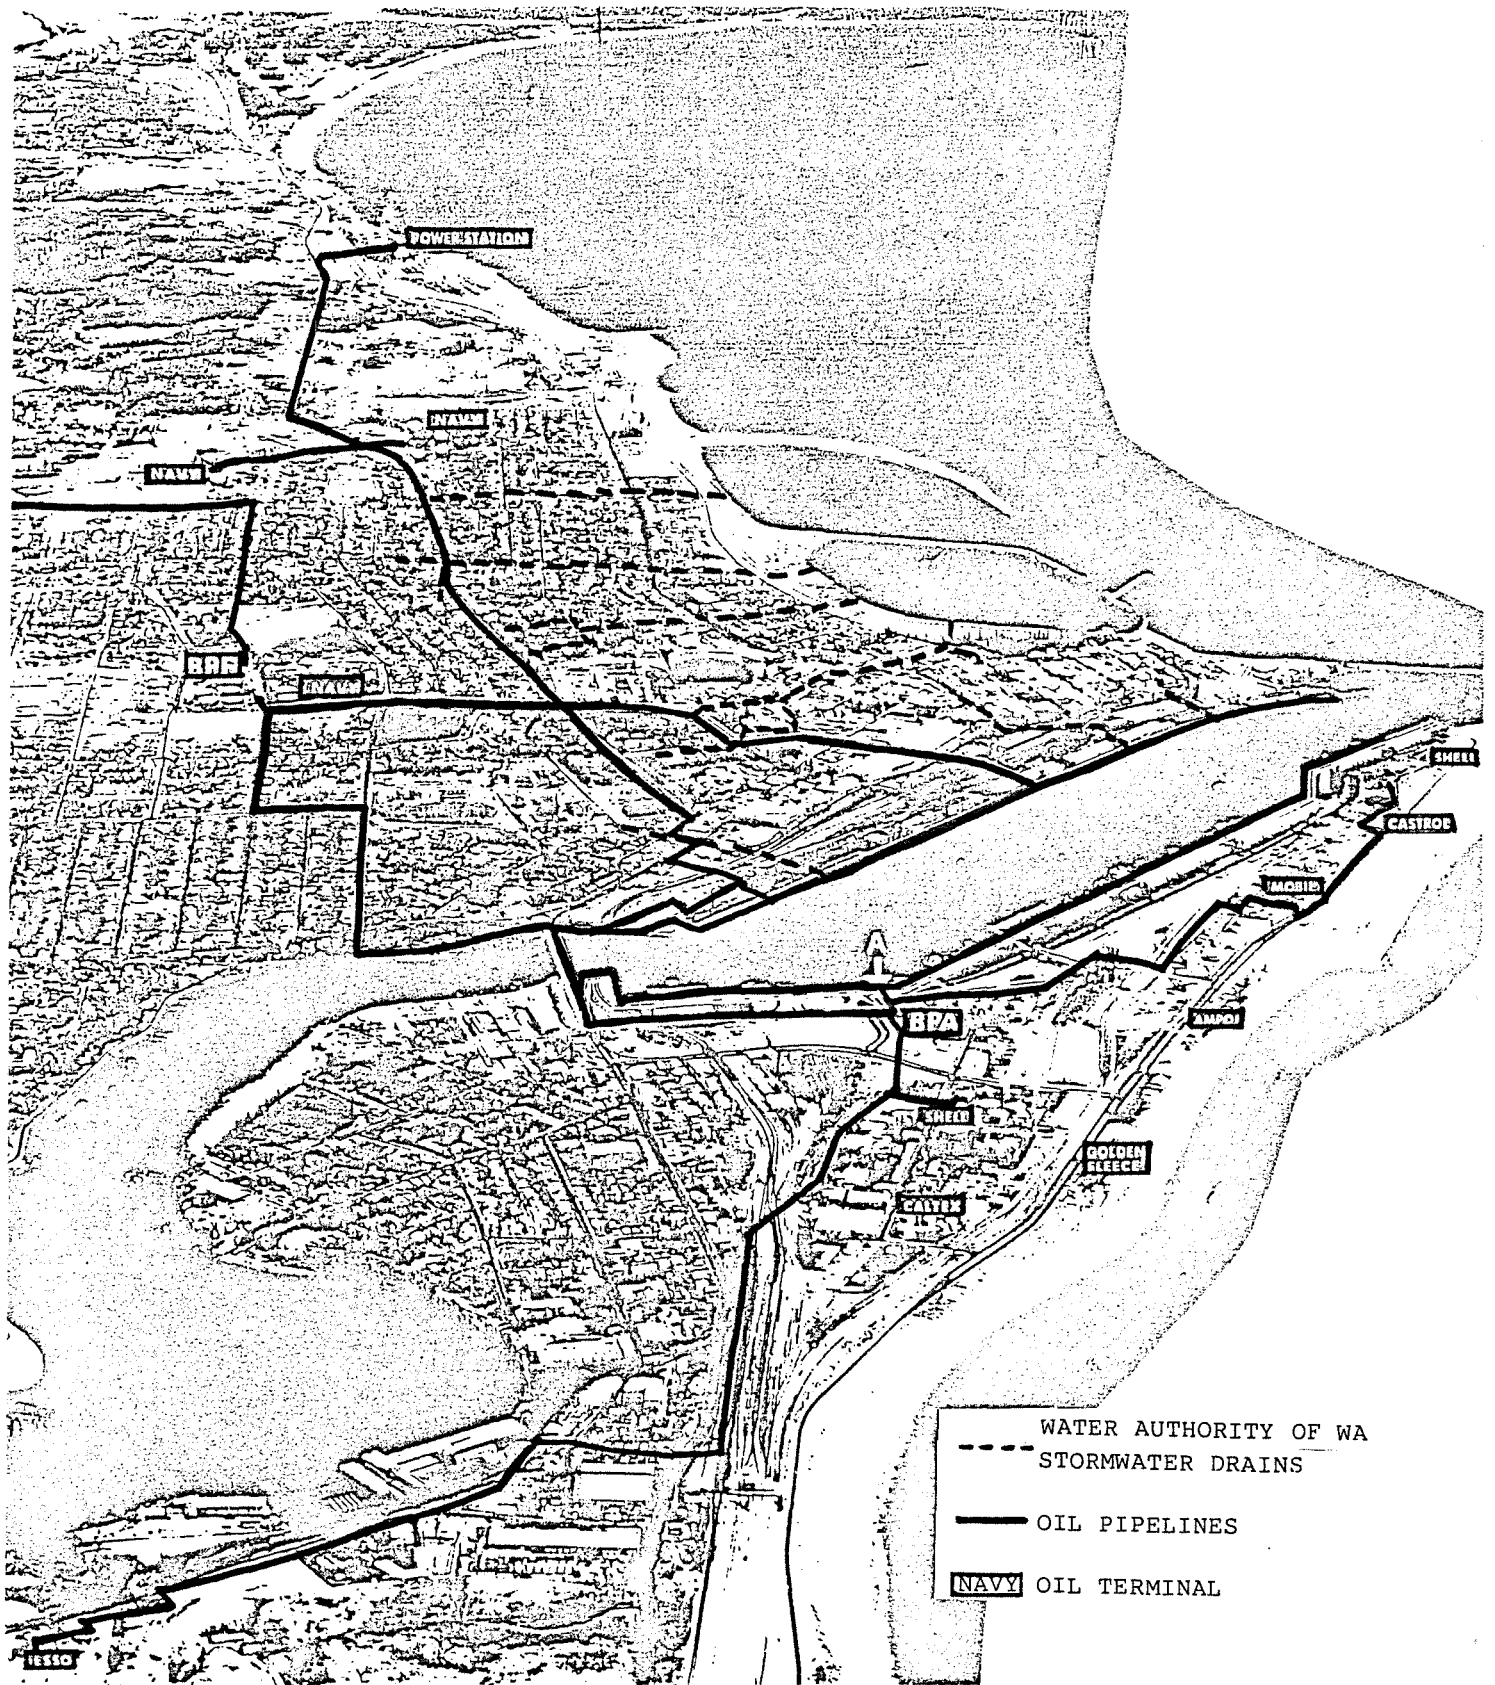 POWER STATION
NAVY
NAVY
NAVY
A
SHELL
CASTROL
MOBIL
BPA
AMPOL
SHELL
GOLDEN
FLEECE
CALTEX
WATER AUTHORITY OF WA
STORMWATER DRAINS
OIL PIPELINES
NAVY OIL TERMINAL
ESSO